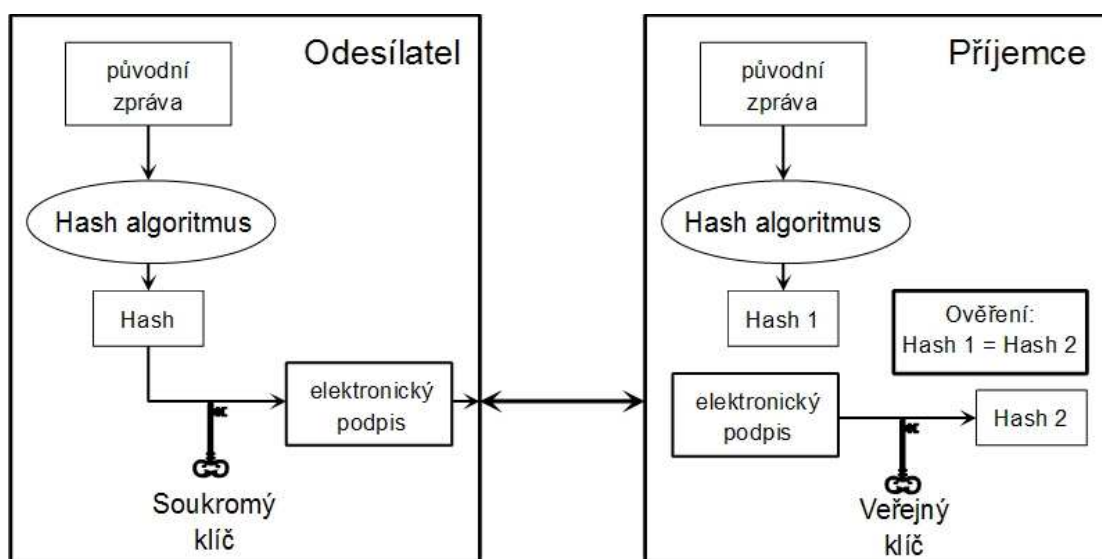 Odesílatel
původní
zpráva
Hash algoritmus
Hash
elektronický
podpis
Soukromý
klíč
Příjemce
původní
zpráva
Hash algoritmus
Hash 1
Ověření:
Hash 1 = Hash 2
elektronický
podpis
Hash 2
Veřejný
klíč